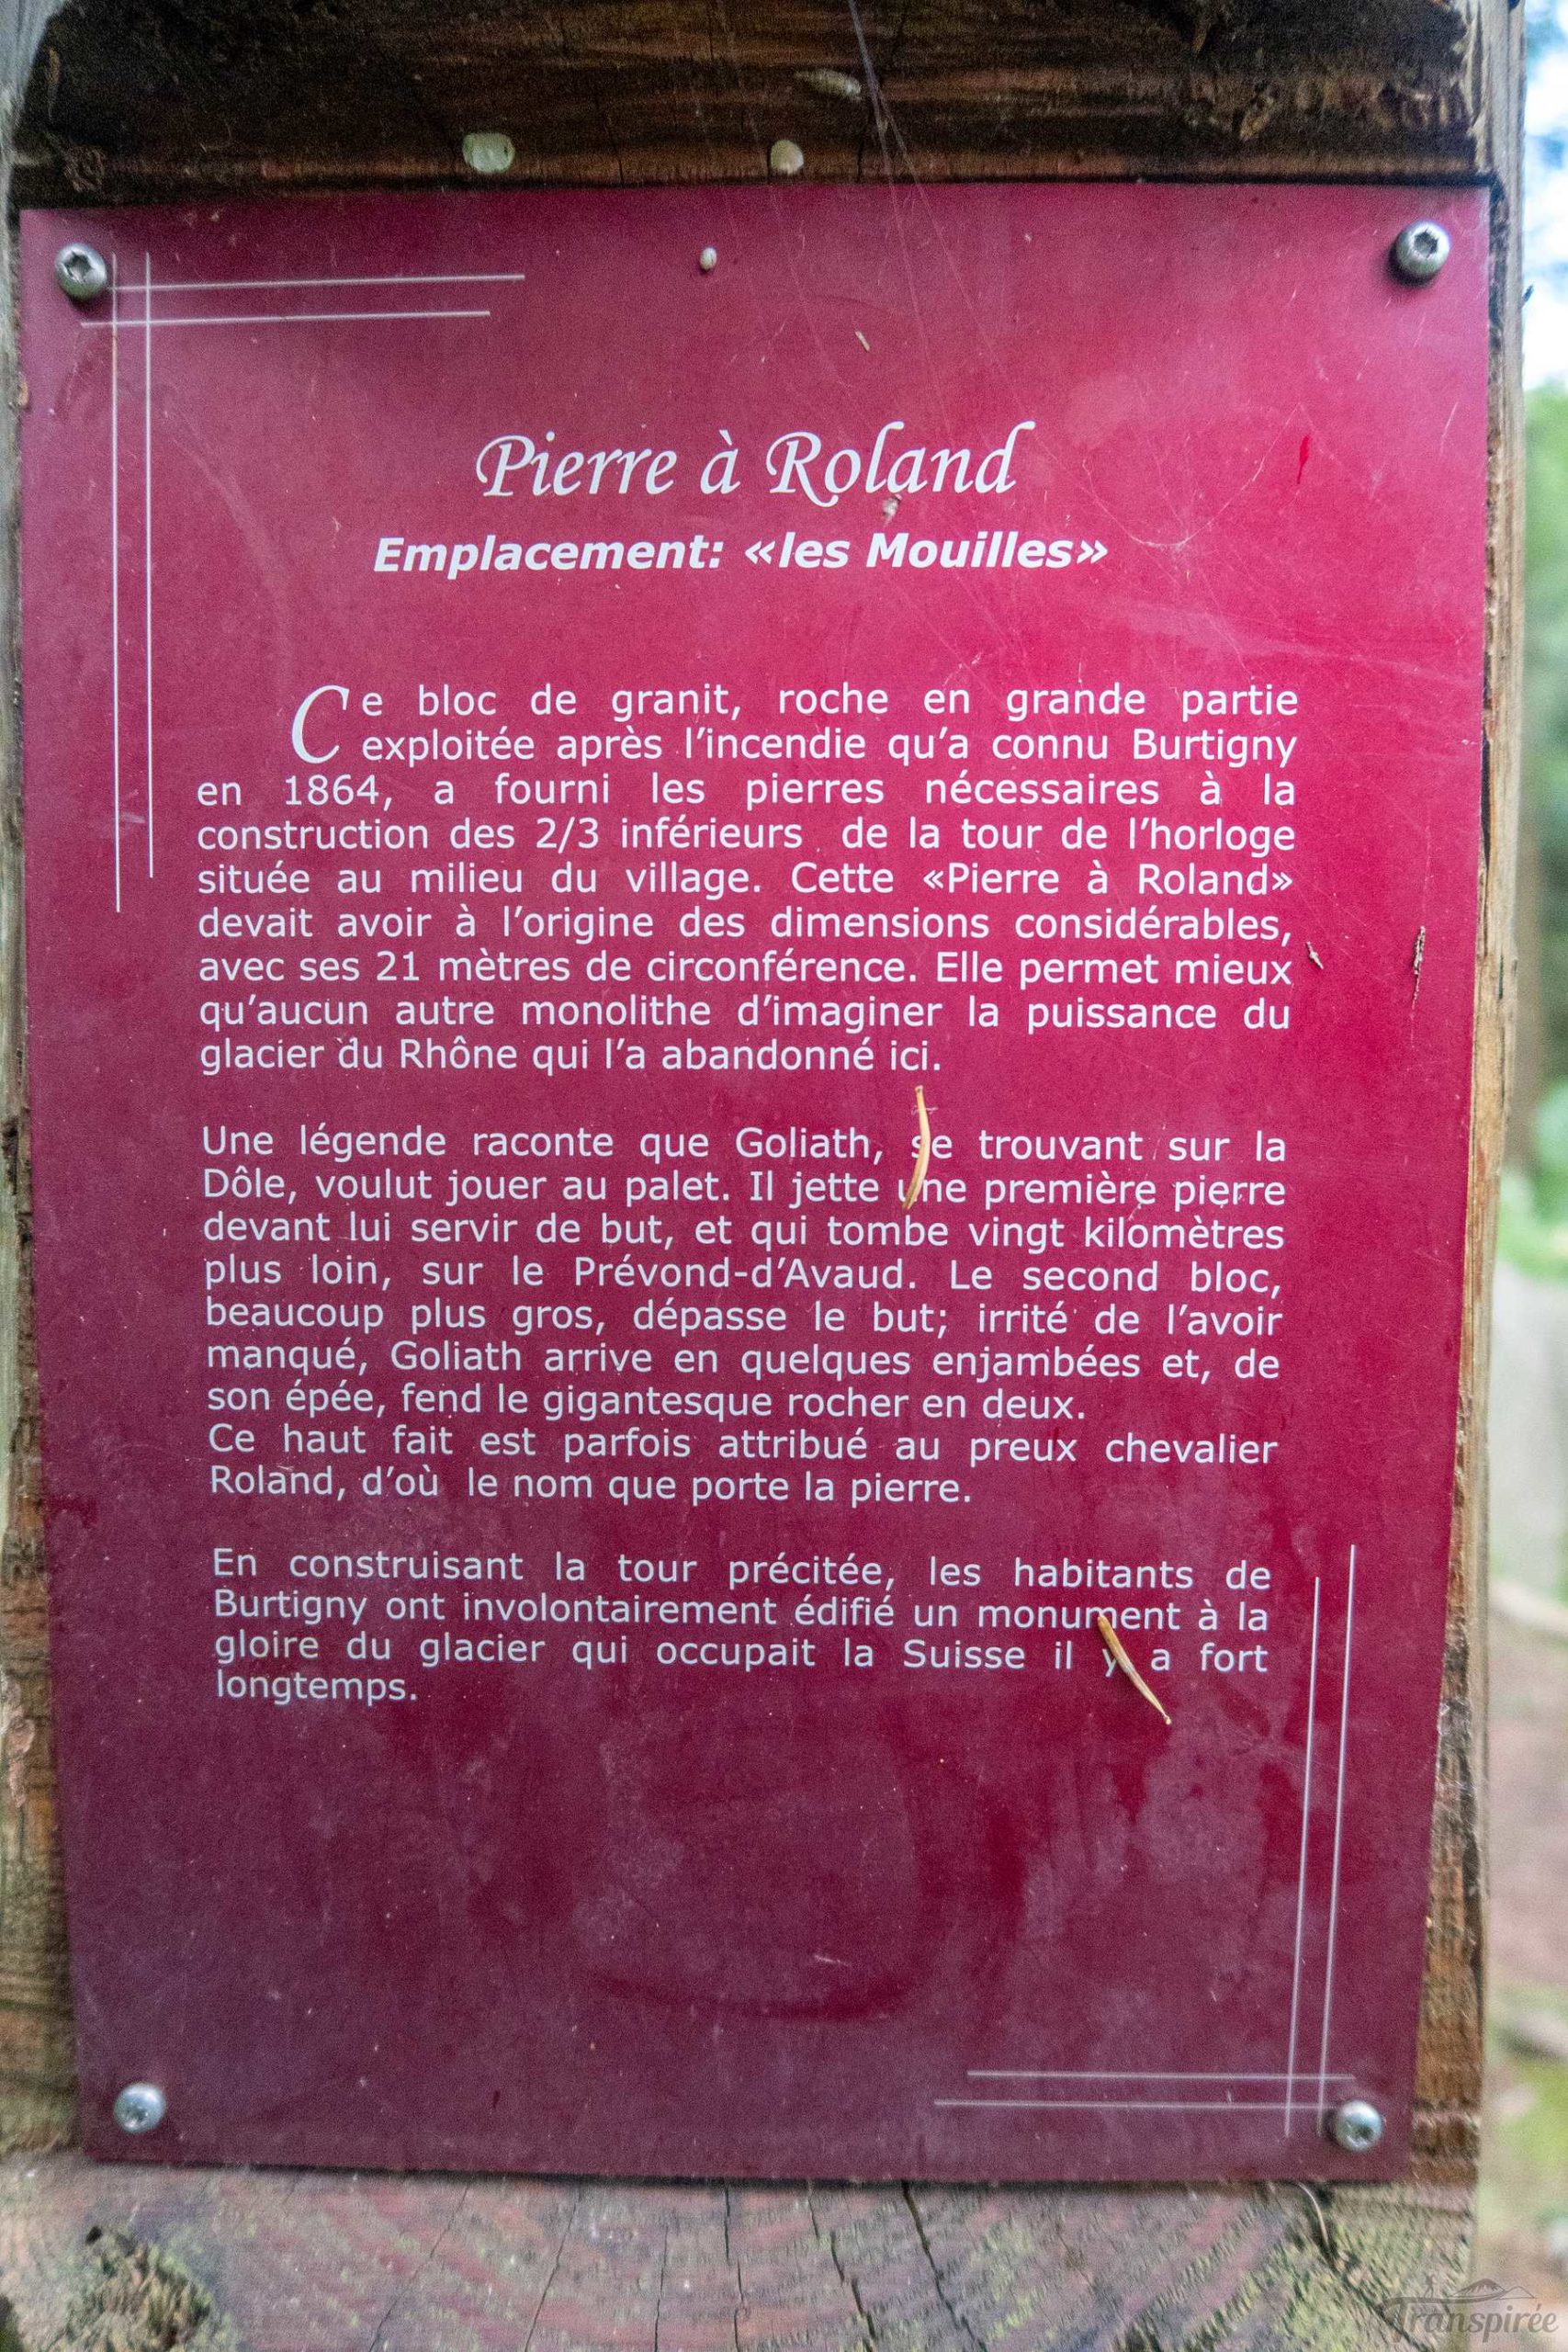 Pierre à Roland
Emplacement: «les Mouilles»
Ce bloc de granit, roche en grande partie
exploitée après l'incendie qu'a connu Burtigny
en 1864, a fourni les pierres nécessaires à la
construction des 2/3 inférieurs de la tour de l'horloge
située au milieu du village. Cette «Pierre à Roland»
devait avoir à l'origine des dimensions considérables,
avec ses 21 mètres de circonférence. Elle permet mieux
qu'aucun autre monolithe d'imaginer la puissance du
glacier du Rhône qui l'a abandonné ici.
Une légende raconte que Goliath, se trouvant sur la
Dôle, voulut jouer au palet. Il jette une première pierre
devant lui servir de but, et qui tombe vingt kilomètres
plus loin, sur le Prévond-d'Avaud. Le second bloc,
beaucoup plus gros, dépasse le but; irrité de l'avoir
manqué, Goliath arrive en quelques enjambées et, de
son épée, fend le gigantesque rocher en deux.
Ce haut fait est parfois attribué au preux chevalier
Roland, d'où le nom que porte la pierre.
En construisant la tour précitée, les habitants de
Burtigny ont involontairement édifié un monument à la
gloire du glacier qui occupait la Suisse il y a fort
longtemps.
Transpirée